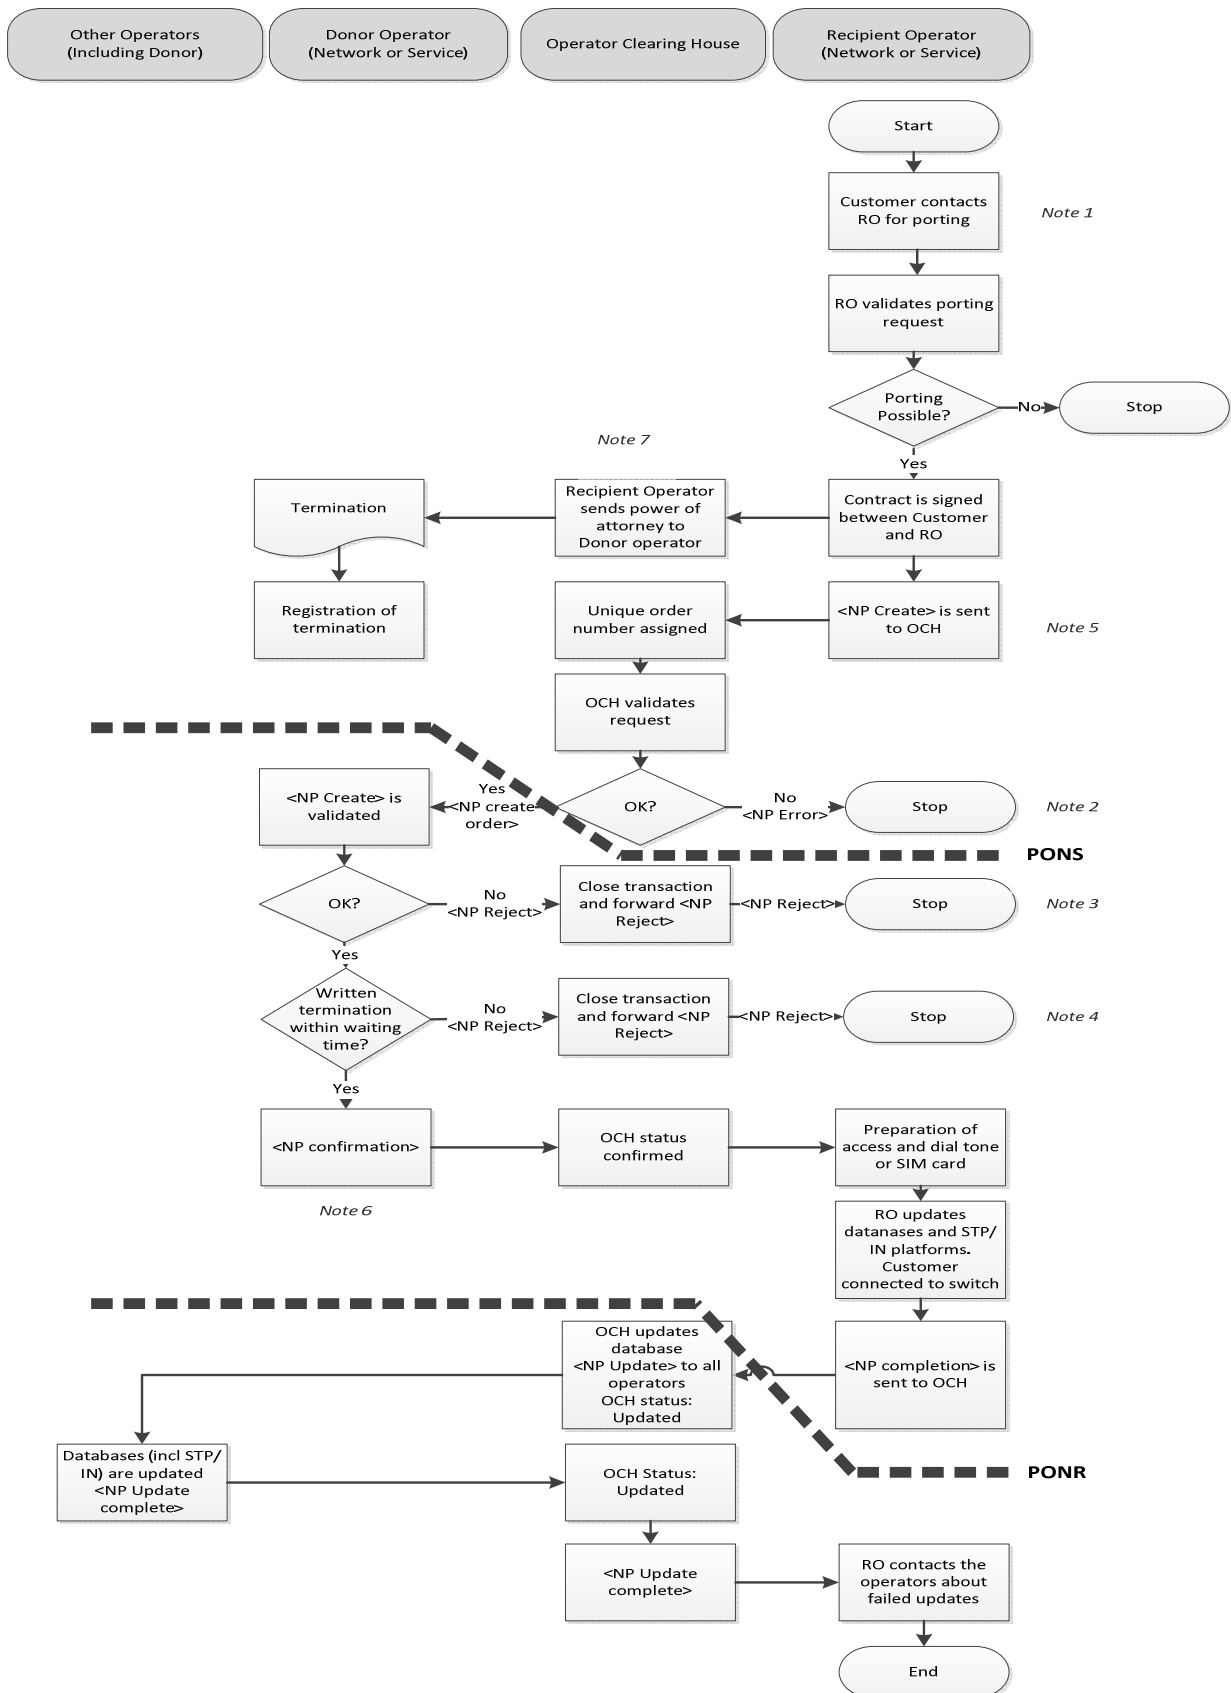 Other Operators
(Including Donor)
Donor Operator
(Network or Service)
Operator Clearing House
Recipient Operator
(Network or Service)
Start
Customer contacts
RO for porting
Note 1
RO validates porting
request
Porting
Possible?
No
Stop
Yes
Note 7
Termination
Recipient Operator
sends power of
attorney to
Donor operator
Contract is signed
between Customer
and RO
Registration of
termination
Unique order
number assigned
<NP Create> is sent
to OCH
Note 5
OCH validates
request
<NP Create> is
validated
Yes
<NP create
order>
OK?
No
<NP Error>
Stop
Note 2
PONS
OK?
No
<NP Reject>
Close transaction
and forward <NP
Reject>
<NP Reject>
Stop
Note 3
Yes
Written
termination
within waiting
time?
No
<NP Reject>
Close transaction
and forward <NP
Reject>
<NP Reject>
Stop
Note 4
Yes
<NP confirmation>
OCH status
confirmed
Preparation of
access and dial tone
or SIM card
Note 6
RO updates
datanases and STP/
IN platforms.
Customer
connected to switch
OCH updates
database
<NP Update> to all
operators
OCH status:
Updated
<NP completion> is
sent to OCH
Databases (incl STP/
IN) are updated
<NP Update
complete>
OCH Status:
Updated
PONR
<NP Update
complete>
RO contacts the
operators about
failed updates
End